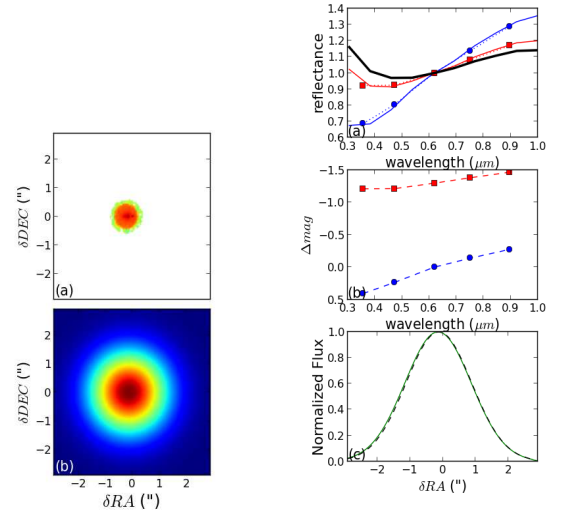 2
1
0
−1
−2
δDEC (")
(a)
2
1
0
−1
−2
δDEC (")
(b)
−2 −1 0 1 2
δRA (")
1.4
1.3
1.2
1.1
1.0
0.9
0.8
0.7
0.6
reflectance
(a)
0.3 0.4 0.5 0.6 0.7 0.8 0.9 1.0
wavelength (μm)
−1.5
−1.0
−0.5
0.0
0.5
Δmag
(b)
0.3 0.4 0.5 0.6 0.7 0.8 0.9 1.0
wavelength (μm)
1.0
0.8
0.6
0.4
0.2
0.0
Normalized Flux
(c)
−2 −1 0 1 2
δRA (")